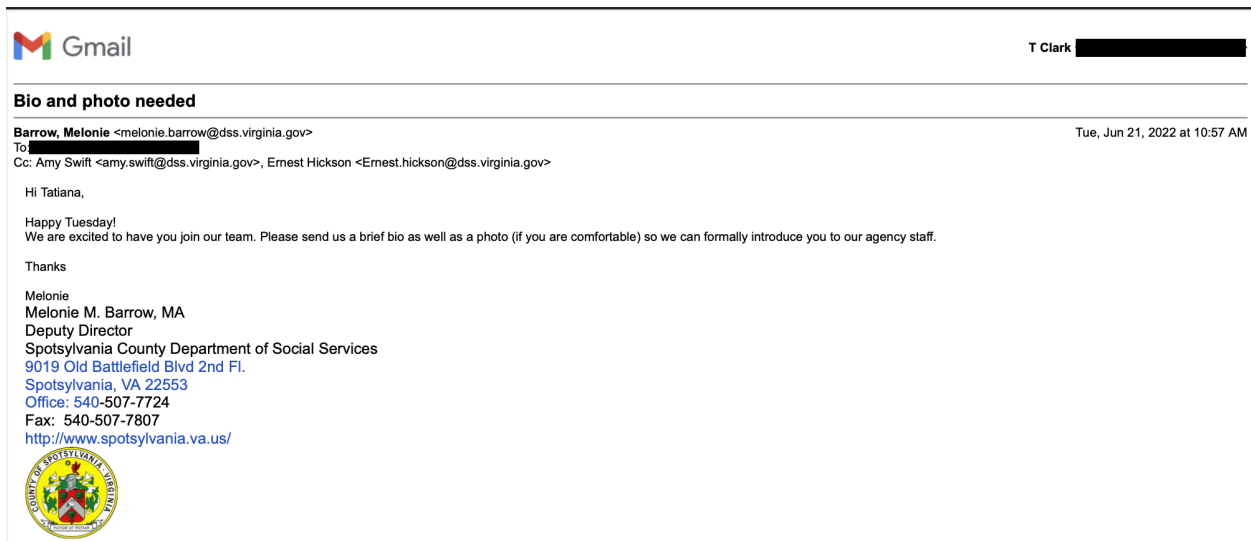 Gmail
T Clark
Bio and photo needed
Barrow, Melonie <melonie.barrow@dss.virginia.gov>
Tue, Jun 21, 2022 at 10:57 AM
To:
Cc: Amy Swift <amy.swift@dss.virginia.gov>, Ernest Hickson <Ernest.hickson@dss.virginia.gov>
Hi Tatiana,
Happy Tuesday!
We are excited to have you join our team. Please send us a brief bio as well as a photo (if you are comfortable) so we can formally introduce you to our agency staff.
Thanks
Melonie
Melonie M. Barrow, MA
Deputy Director
Spotsylvania County Department of Social Services
9019 Old Battlefield Blvd 2nd Fl.
Spotsylvania, VA 22553
Office: 540-507-7724
Fax: 540-507-7807
http://www.spotsylvania.va.us/
COUNTY OF SPOTSYLVANIA · VIRGINIA